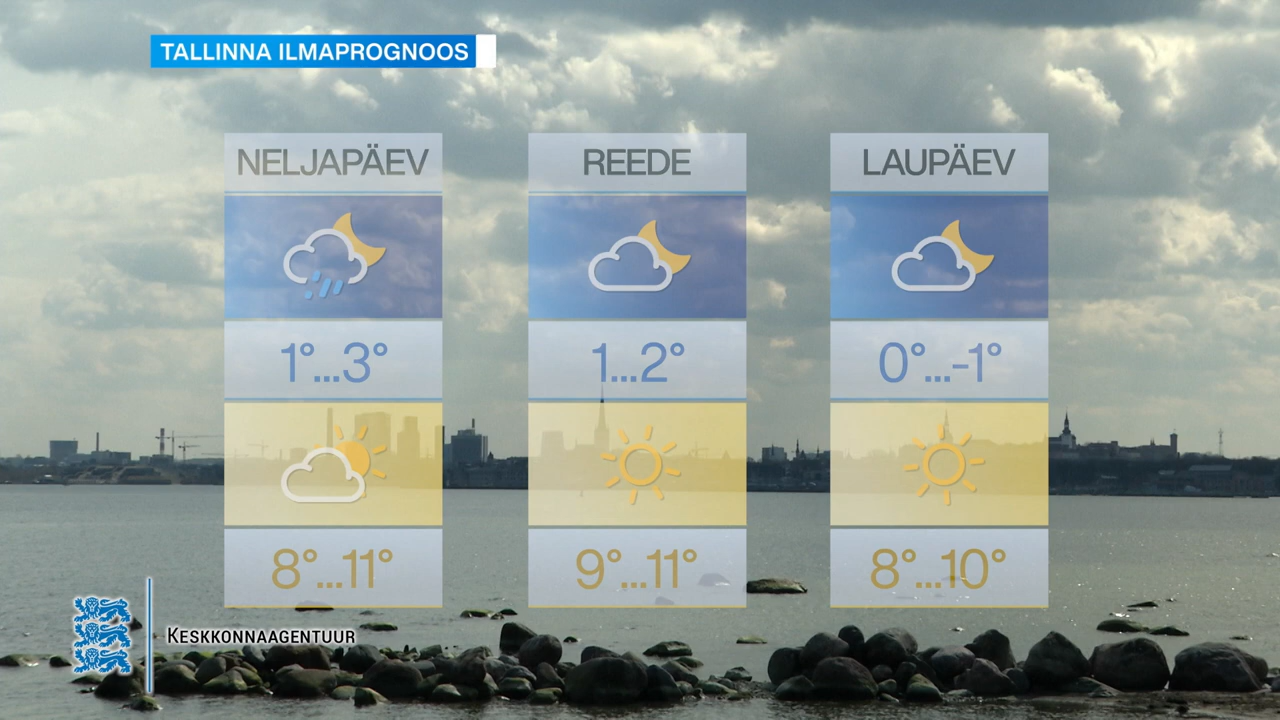 TALLINNA ILMAPROGNOOS
NELJAPÄEV
1°...3°
8°...11°
REEDE
1...2°
9°...11°
LAUPÄEV
0°...-1°
8°...10°
KESKKONNAAGENTUUR